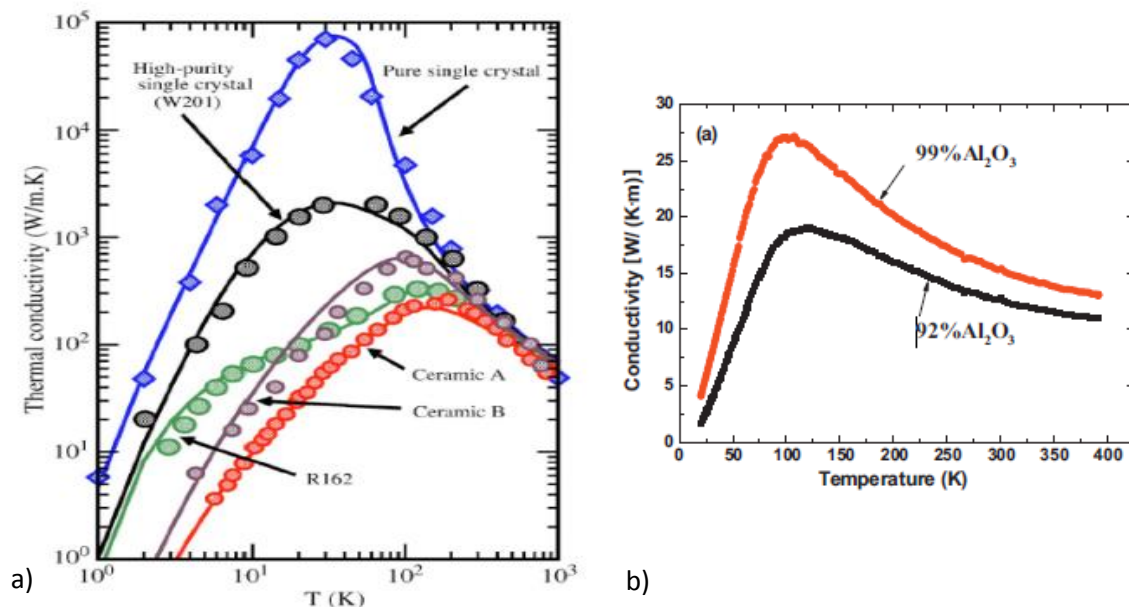 a)
Thermal conductivity (W/m.K)
10⁵
10⁴
10³
10²
10¹
10⁰
High-purity
single crystal
(W201)
Pure single crystal
Ceramic A
Ceramic B
R162
10⁰ 10¹ 10² 10³
T (K)
b)
(a)
Conductivity [W/ (K·m)]
30
25
20
15
10
5
0
99%Al₂O₃
92%Al₂O₃
0 50 100 150 200 250 300 350 400
Temperature (K)